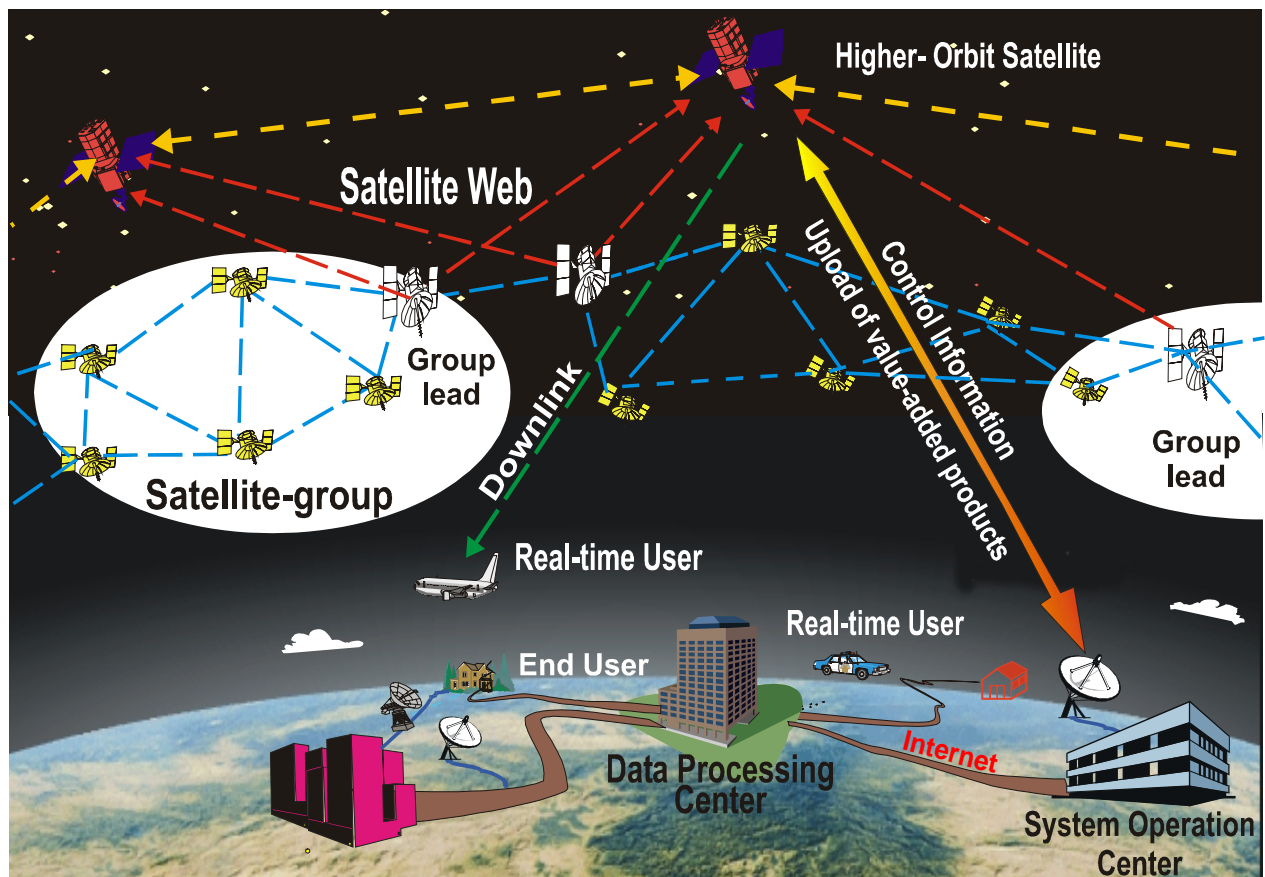 Higher- Orbit Satellite
Satellite Web
Group
lead
Satellite-group
Downlink
Control Information
Upload of value-added products
Group
lead
Real-time User
Real-time User
End User
Internet
Data Processing
Center
System Operation
Center